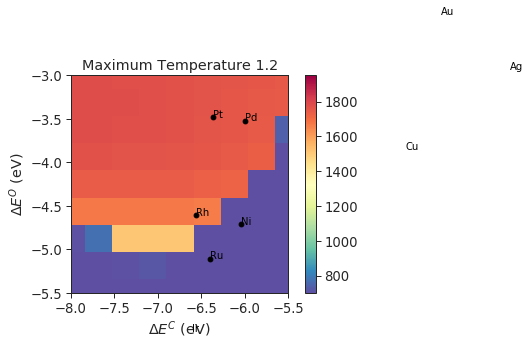 Au
Ag
Maximum Temperature 1.2
−3.0
−3.5
−4.0
−4.5
−5.0
−5.5
ΔE^O (eV)
Pt
Pd
Cu
Rh
Ni
Ru
1800
1600
1400
1200
1000
800
−8.0 −7.5 −7.0 −6.5 −6.0 −5.5
ΔE^C (eV)
Ir